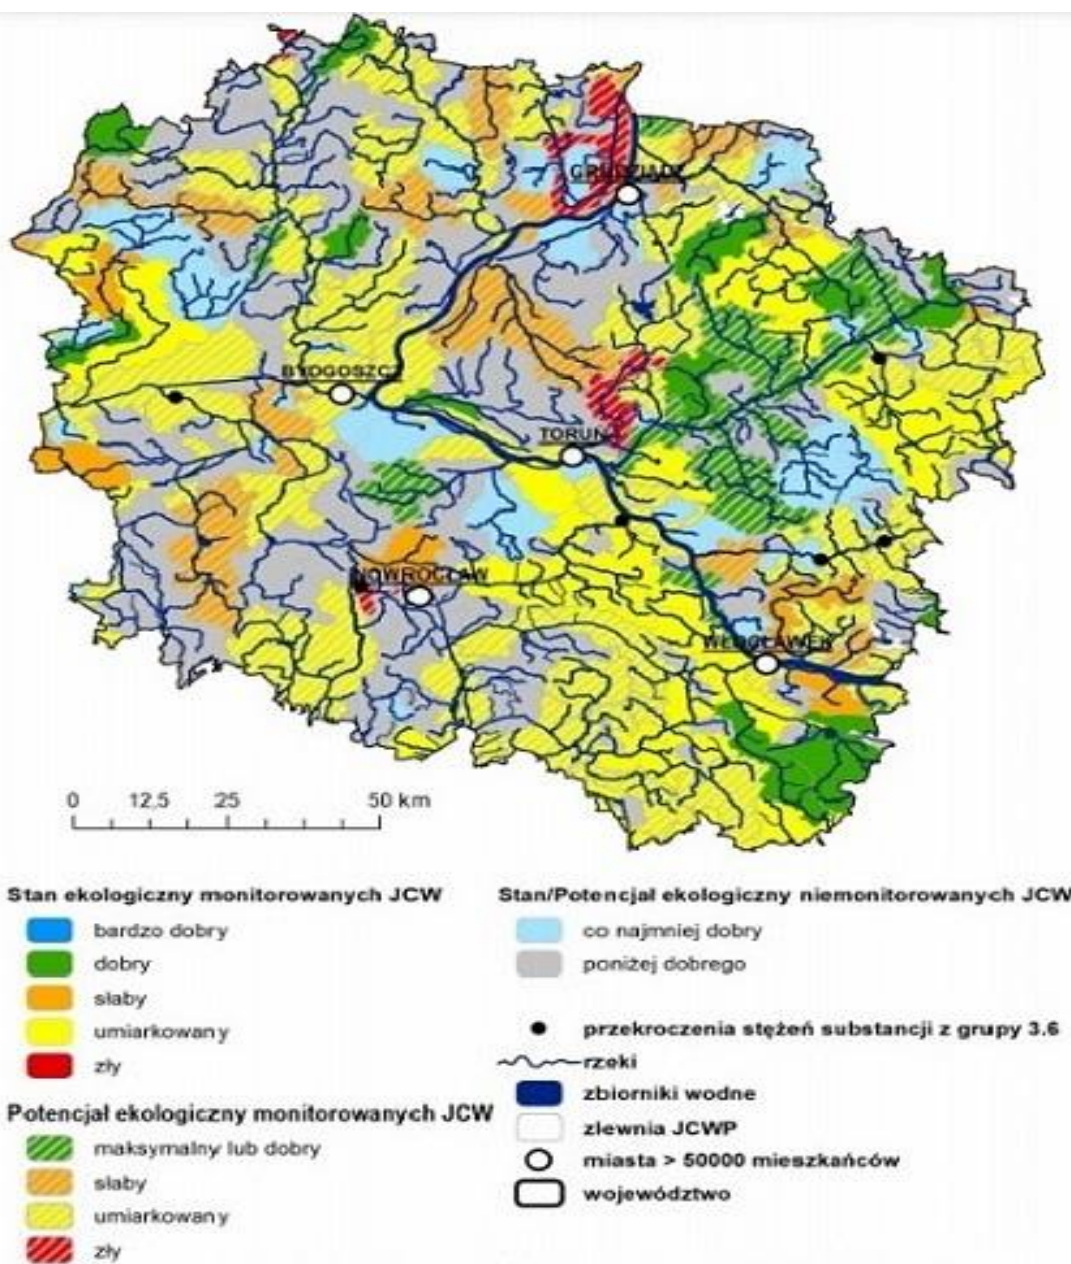 GRUDZIĄDZ
BYDGOSZCZ
TORUŃ
INOWROCŁAW
WŁOCŁAWEK
0 12,5 25 50 km
Stan ekologiczny monitorowanych JCW
bardzo dobry
dobry
słaby
umiarkowany
zły
Potencjał ekologiczny monitorowanych JCW
maksymalny lub dobry
słaby
umiarkowany
zły
Stan/Potencjał ekologiczny niemonitorowanych JCW
co najmniej dobry
poniżej dobrego
przekroczenia stężeń substancji z grupy 3.6
rzeki
zbiorniki wodne
zlewnia JCWP
miasta > 50000 mieszkańców
województwo